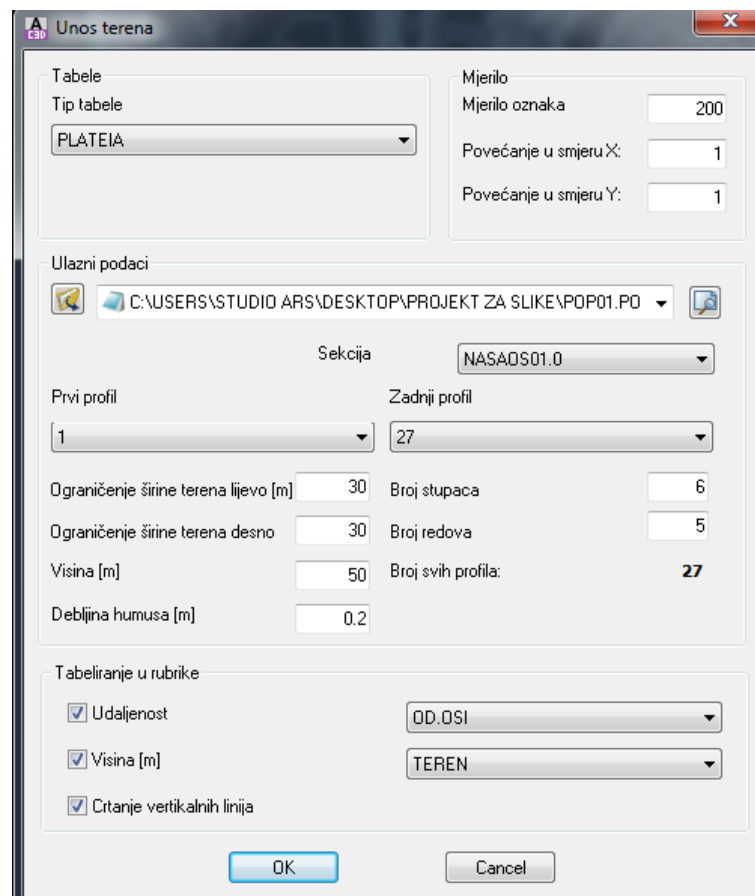 A
C3D
Unos terena
x
Tabele
Tip tabele
PLATEIA
Mjerilo
Mjerilo oznaka 200
Povećanje u smjeru X: 1
Povećanje u smjeru Y: 1
Ulazni podaci
C:\USERS\STUDIO ARS\DESKTOP\PROJEKT ZA SLIKE\POP01.PO
Sekcija NASAOS01.0
Prvi profil Zadnji profil
1 27
Ograničenje širine terena lijevo [m] 30 Broj stupaca 6
Ograničenje širine terena desno 30 Broj redova 5
Visina [m] 50 Broj svih profila: 27
Debljina humusa [m] 0.2
Tabeliranje u rubrike
Udaljenost OD.OSI
Visina [m] TEREN
Crtanje vertikalnih linija
OK Cancel